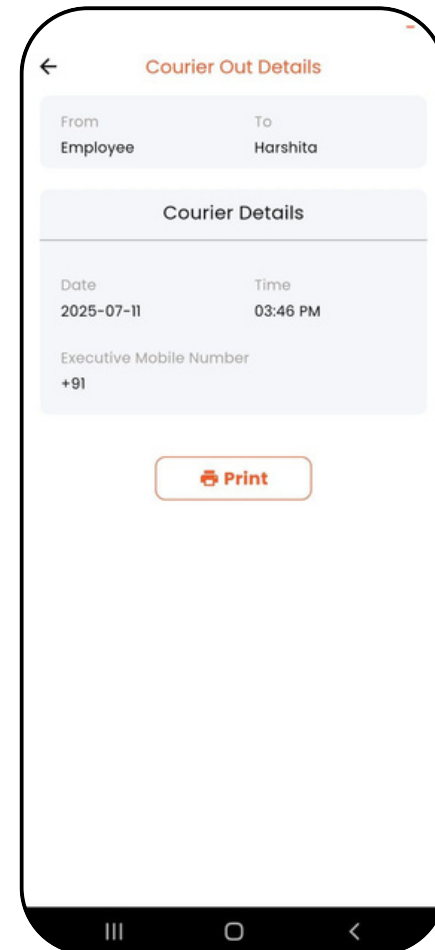 Courier Out Details
From To
Employee Harshita
Courier Details
Date Time
2025-07-11 03:46 PM
Executive Mobile Number
+91
Print